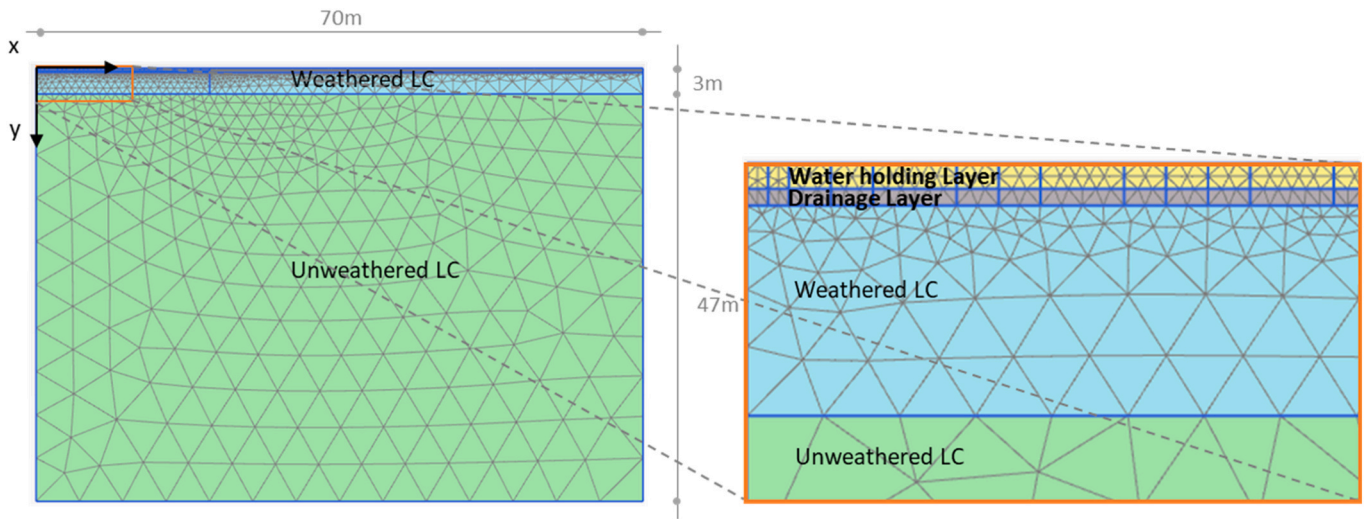 70m
x
Weathered LC
3m
y
Water holding Layer
Drainage Layer
Unweathered LC
Weathered LC
47m
Unweathered LC